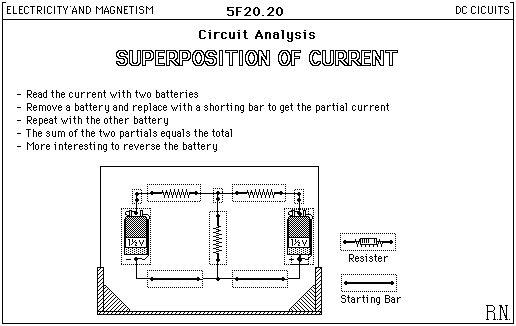 ELECTRICITY AND MAGNETISM 5F20.20 DC CICUITS
Circuit Analysis
SUPERPOSITION OF CURRENT
- Read the current with two batteries
- Remove a battery and replace with a shorting bar to get the partial current
- Repeat with the other battery
- The sum of the two partials equals the total
- More interesting to reverse the battery
1½ V 1½ V
Resister
Starting Bar
R.N.